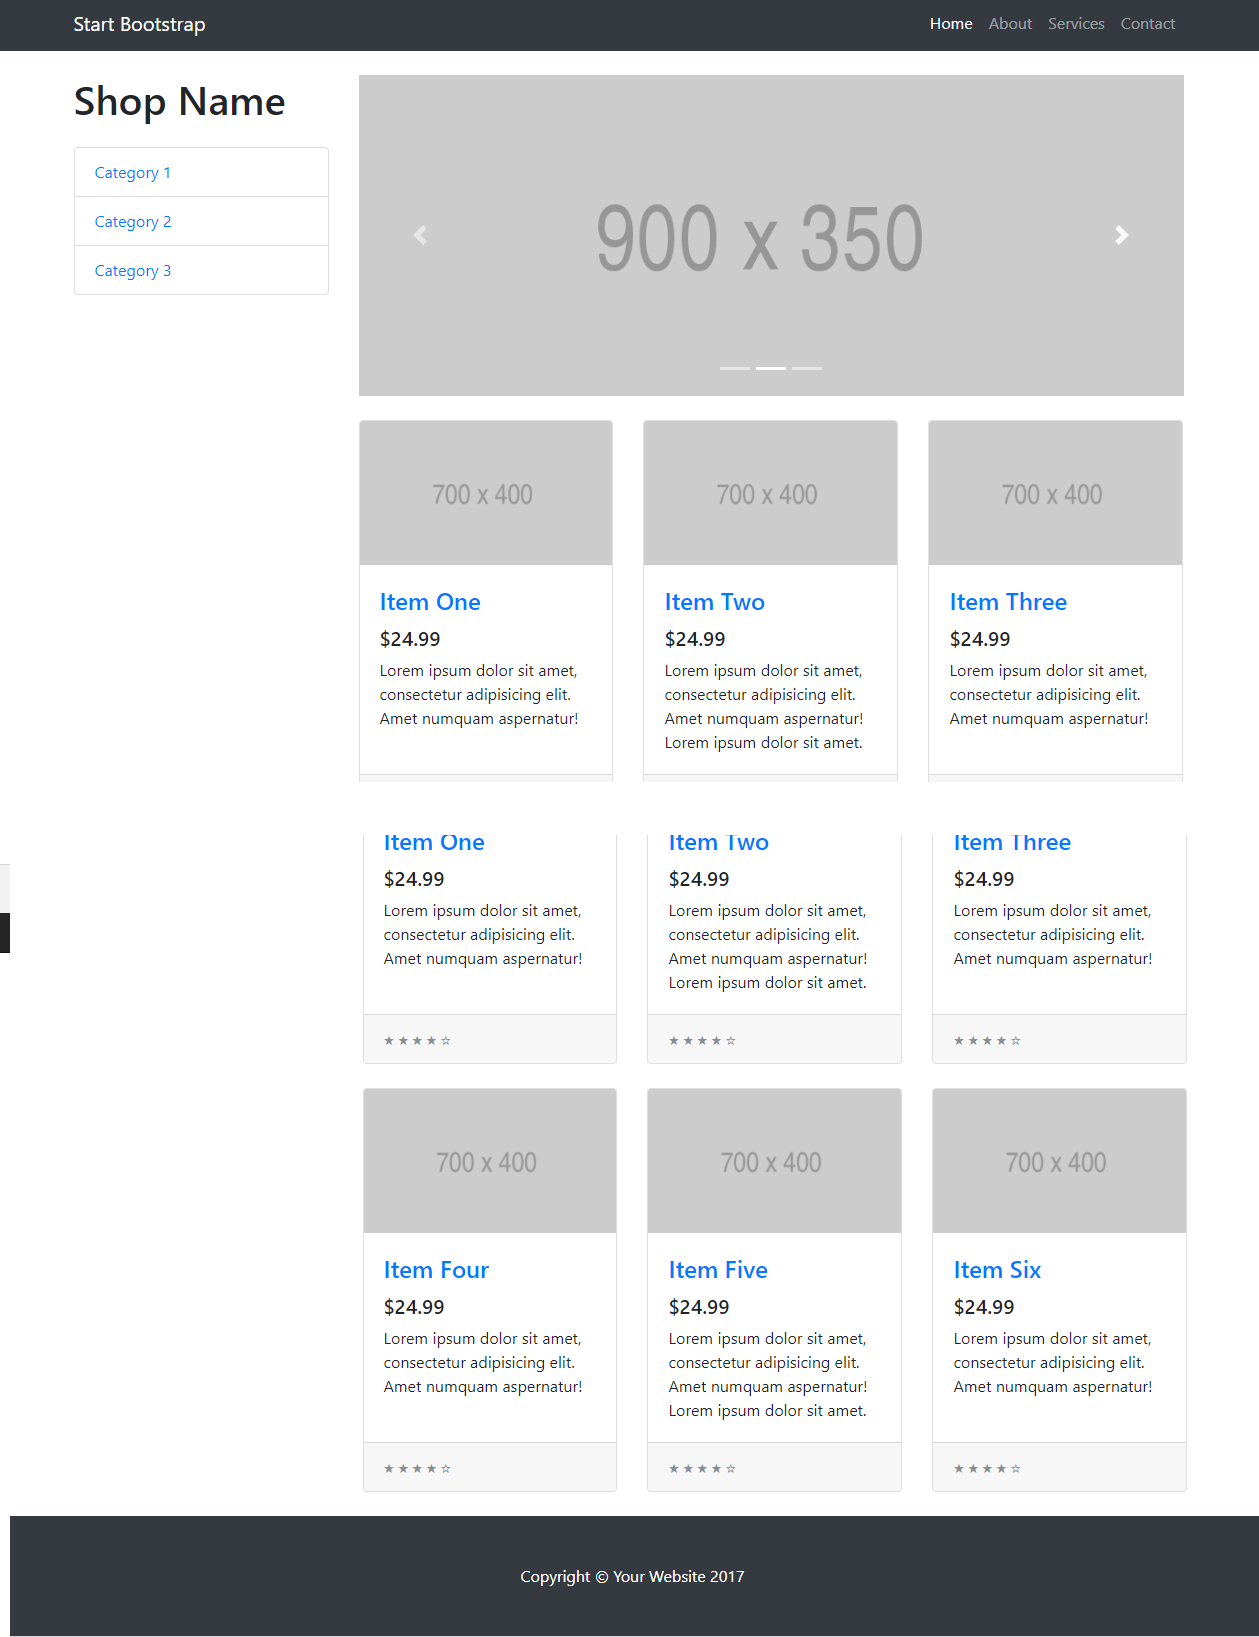 Start Bootstrap
Home About Services Contact
Shop Name
Category 1
Category 2
Category 3
900 x 350
700 x 400 700 x 400 700 x 400
Item One
$24.99
Lorem ipsum dolor sit amet,
consectetur adipisicing elit.
Amet numquam aspernatur!
Item Two
$24.99
Lorem ipsum dolor sit amet,
consectetur adipisicing elit.
Amet numquam aspernatur!
Lorem ipsum dolor sit amet.
Item Three
$24.99
Lorem ipsum dolor sit amet,
consectetur adipisicing elit.
Amet numquam aspernatur!
Item One
$24.99
Lorem ipsum dolor sit amet,
consectetur adipisicing elit.
Amet numquam aspernatur!
★ ★ ★ ★ ☆
Item Two
$24.99
Lorem ipsum dolor sit amet,
consectetur adipisicing elit.
Amet numquam aspernatur!
Lorem ipsum dolor sit amet.
★ ★ ★ ★ ☆
Item Three
$24.99
Lorem ipsum dolor sit amet,
consectetur adipisicing elit.
Amet numquam aspernatur!
★ ★ ★ ★ ☆
700 x 400 700 x 400 700 x 400
Item Four
$24.99
Lorem ipsum dolor sit amet,
consectetur adipisicing elit.
Amet numquam aspernatur!
★ ★ ★ ★ ☆
Item Five
$24.99
Lorem ipsum dolor sit amet,
consectetur adipisicing elit.
Amet numquam aspernatur!
Lorem ipsum dolor sit amet.
★ ★ ★ ★ ☆
Item Six
$24.99
Lorem ipsum dolor sit amet,
consectetur adipisicing elit.
Amet numquam aspernatur!
★ ★ ★ ★ ☆
Copyright © Your Website 2017